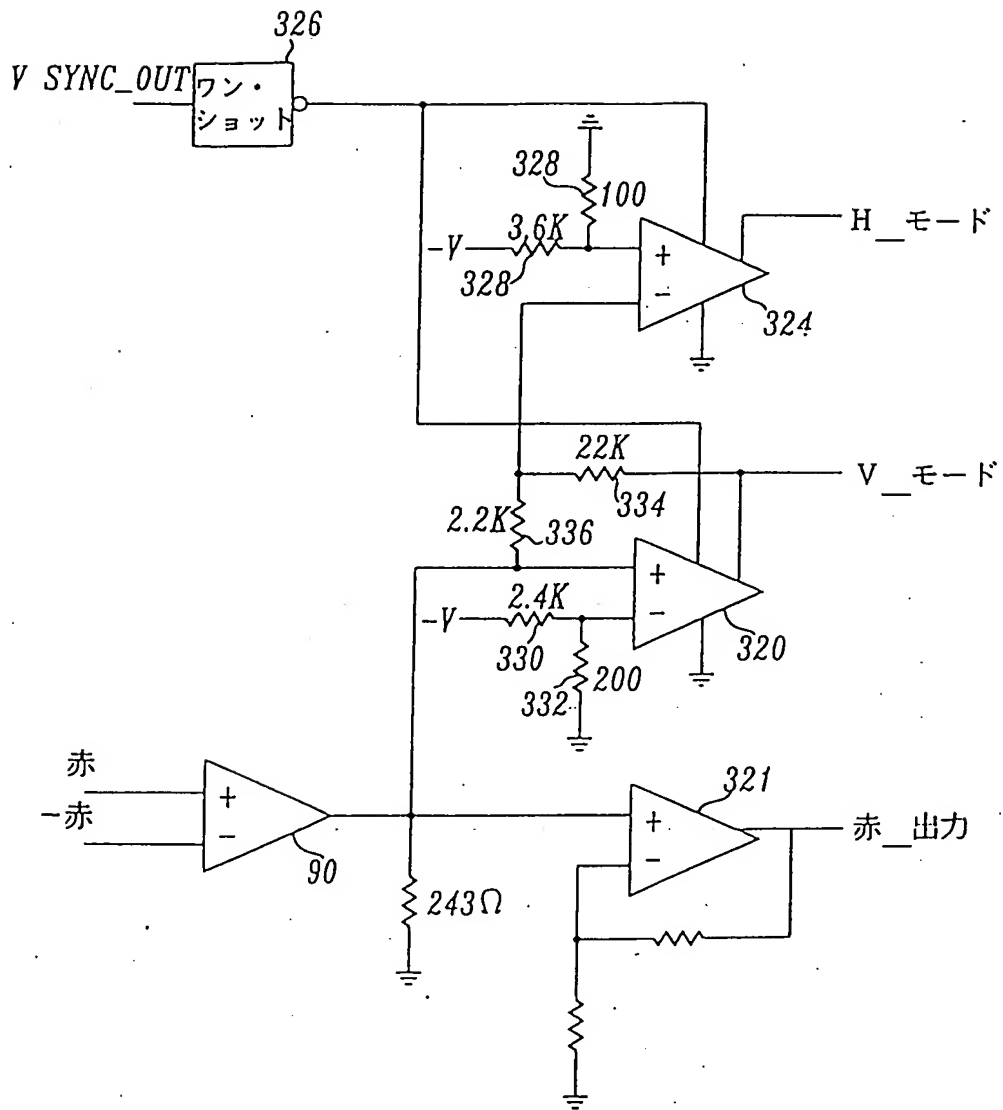 326
V SYNC_OUT
ワン・
ショット
328
100
3.6K
-V
328
+
-
324
H_モード
22K
334
V_モード
2.2K
336
2.4K
-V
330
+
-
320
332
200
赤
-赤
+
-
90
321
+
-
赤_出力
243Ω